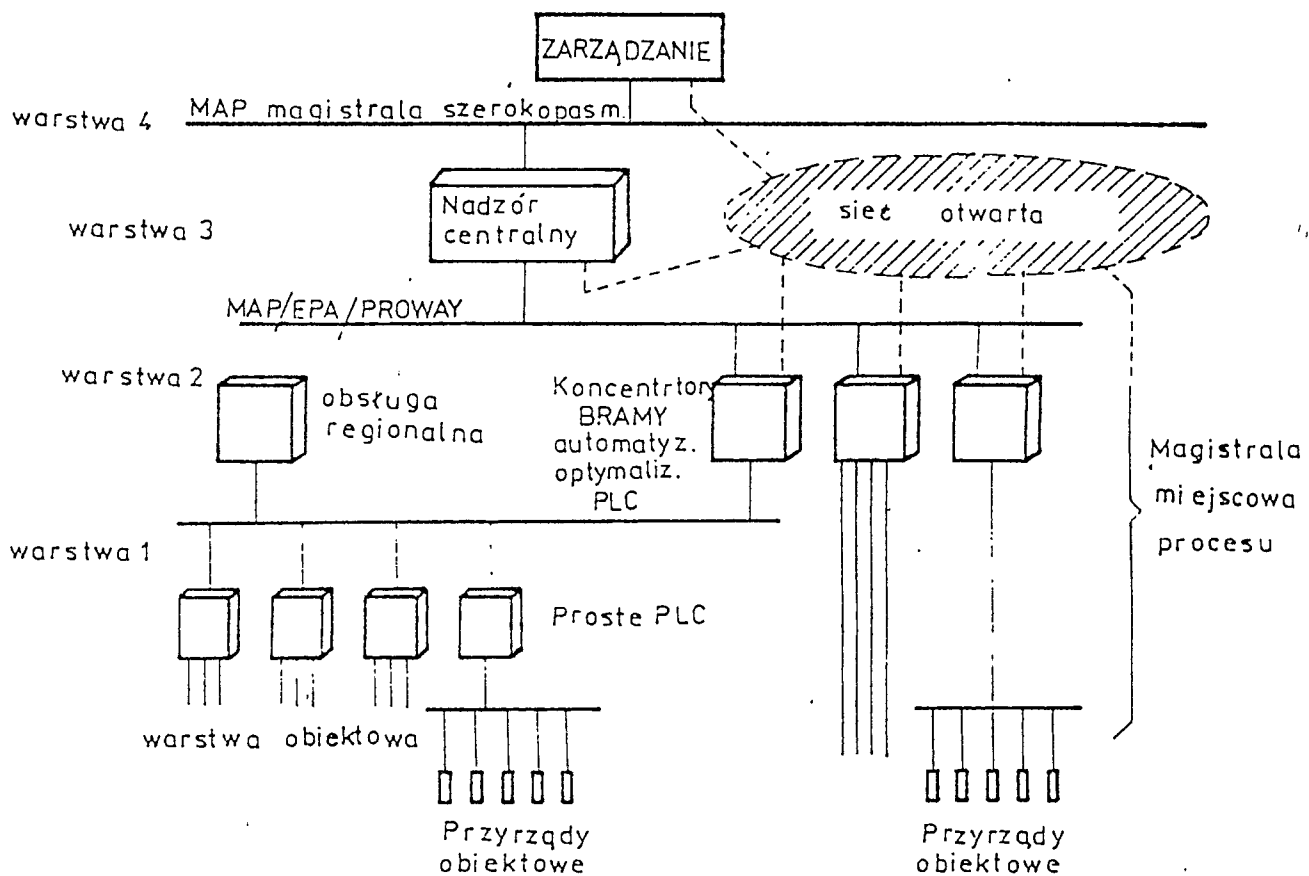 ZARZĄDZANIE
warstwa 4
MAP magistrala szerokopasm.
warstwa 3
Nadzór
centralny
sieć otwarta
MAP/EPA/PROWAY
warstwa 2
obsługa
regionalna
Koncentrtory
BRAMY
automatyz.
optymaliz.
PLC
Magistrala
miejscowa
procesu
warstwa 1
Proste PLC
warstwa obiektowa
Przyrządy
obiektowe
Przyrządy
obiektowe